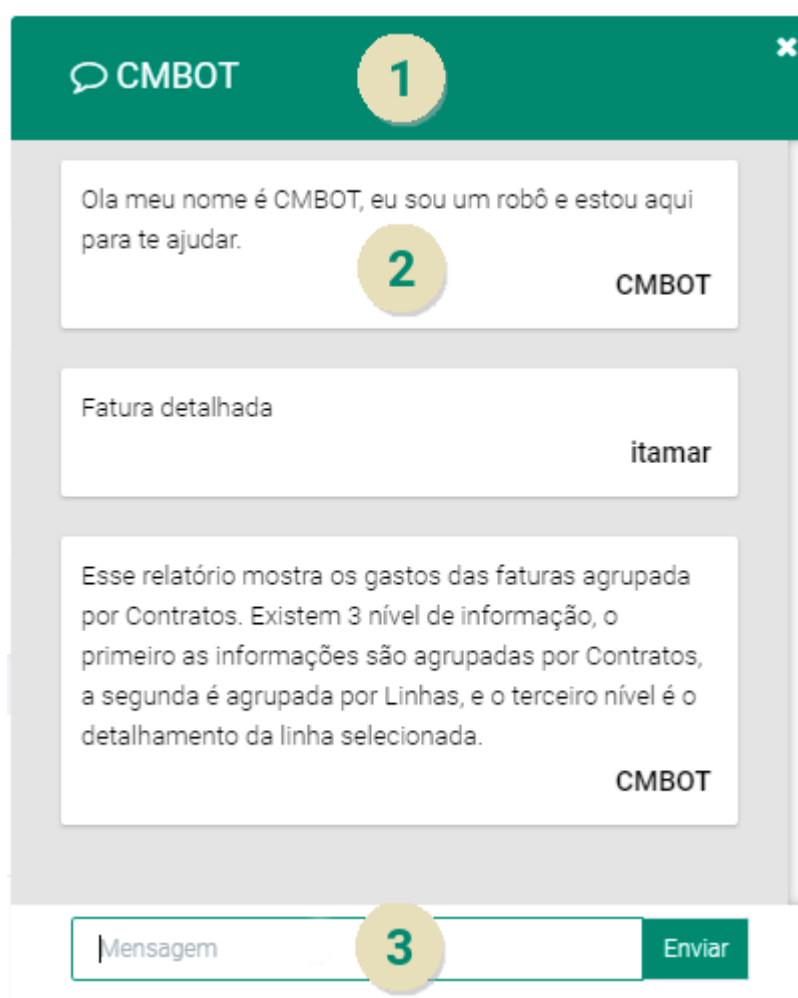 CMBOT
1
Ola meu nome é CMBOT, eu sou um robô e estou aqui
para te ajudar.
2
CMBOT
Fatura detalhada
itamar
Esse relatório mostra os gastos das faturas agrupada
por Contratos. Existem 3 nível de informação, o
primeiro as informações são agrupadas por Contratos,
a segunda é agrupada por Linhas, e o terceiro nível é o
detalhamento da linha selecionada.
CMBOT
Mensagem
3
Enviar